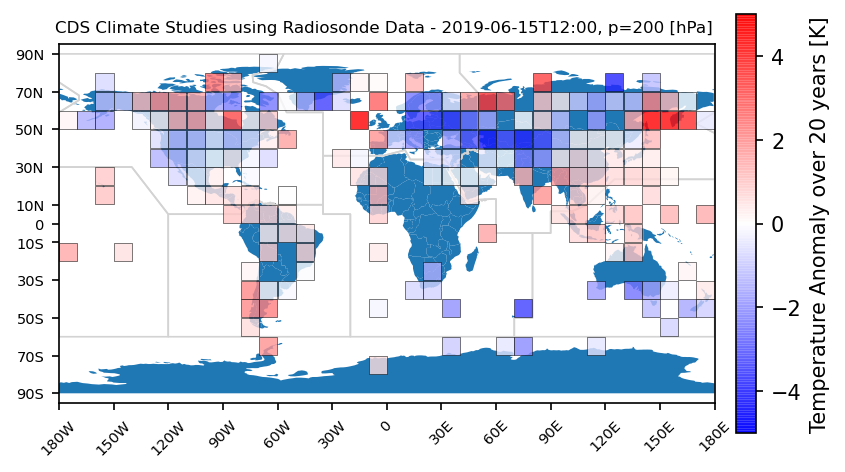 CDS Climate Studies using Radiosonde Data - 2019-06-15T12:00, p=200 [hPa]
90N
70N
50N
30N
10N
0
10S
30S
50S
70S
90S
180W
150W
120W
90W
60W
30W
0
30E
60E
90E
120E
150E
180E
4
2
0
−2
−4
Temperature Anomaly over 20 years [K]